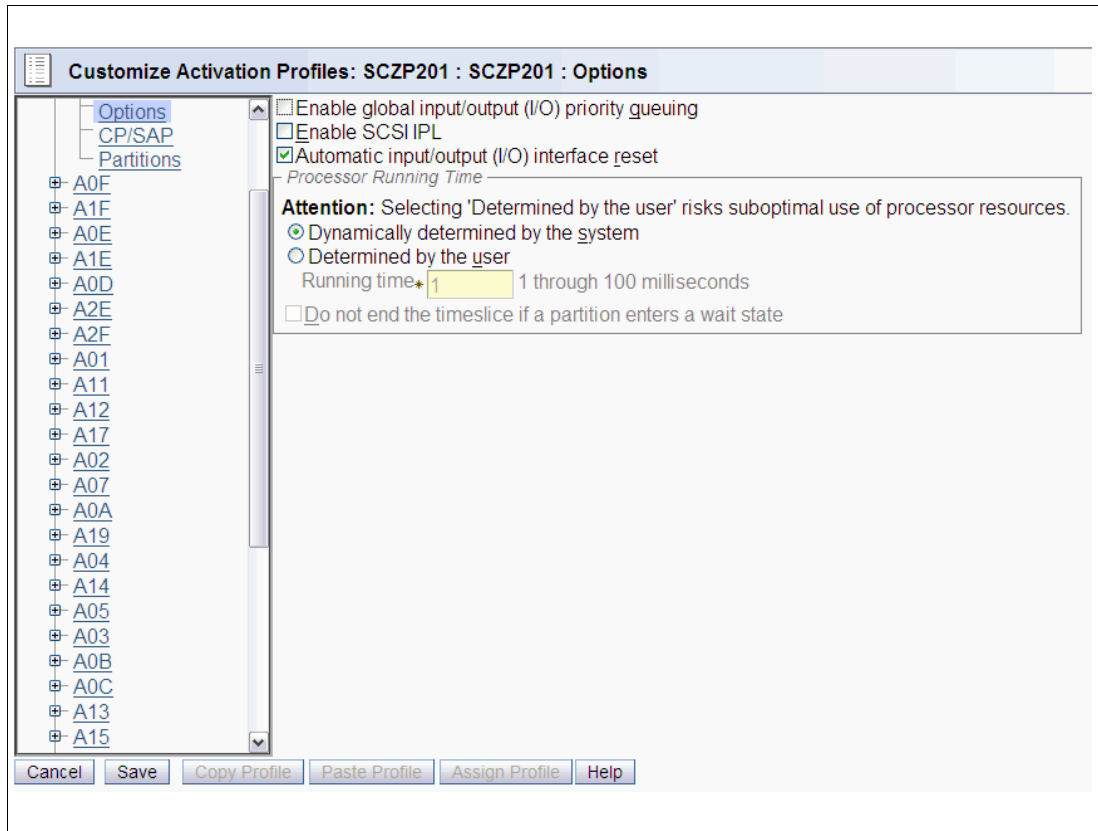 Customize Activation Profiles: SCZP201 : SCZP201 : Options
Options
CP/SAP
Partitions
A0F
A1F
A0E
A1E
A0D
A2E
A2F
A01
A11
A12
A17
A02
A07
A0A
A19
A04
A14
A05
A03
A0B
A0C
A13
A15
Enable global input/output (I/O) priority queuing
Enable SCSI IPL
Automatic input/output (I/O) interface reset
Processor Running Time
Attention: Selecting 'Determined by the user' risks suboptimal use of processor resources.
Dynamically determined by the system
Determined by the user
Running time* 1 1 through 100 milliseconds
Do not end the timeslice if a partition enters a wait state
Cancel Save Copy Profile Paste Profile Assign Profile Help